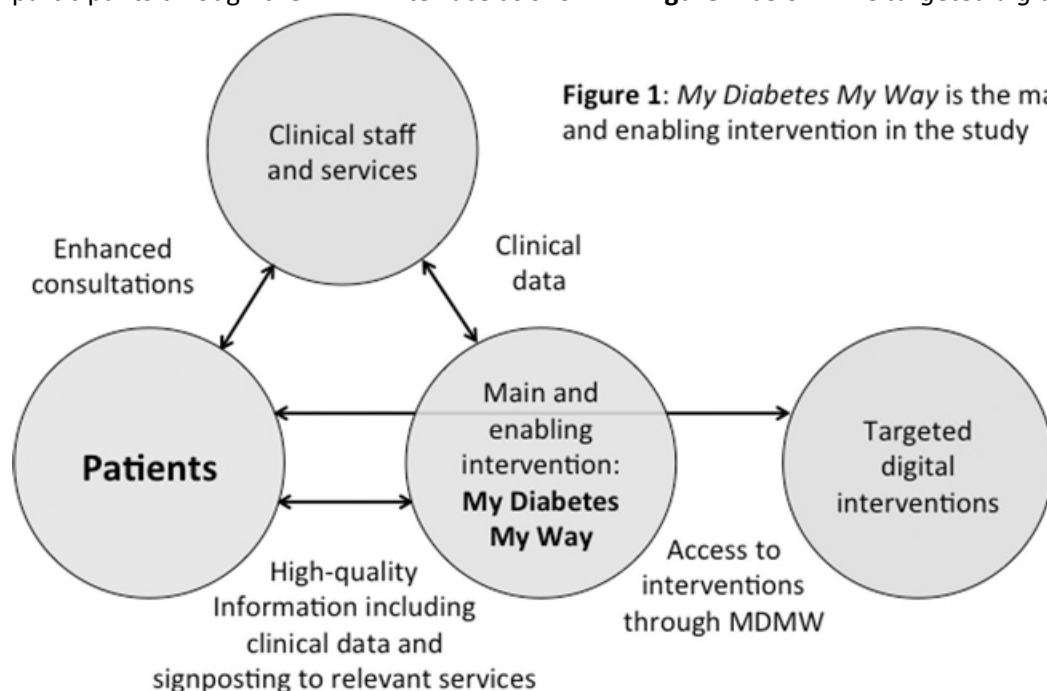 Figure 1: My Diabetes My Way is the
and enabling intervention in the study
Clinical staff
and services
Enhanced
consultations
Clinical
data
Patients
Main and
enabling
intervention:
My Diabetes
My Way
Targeted
digital
interventions
High-quality
Information including
clinical data and
signposting to relevant services
Access to
interventions
through MDMW